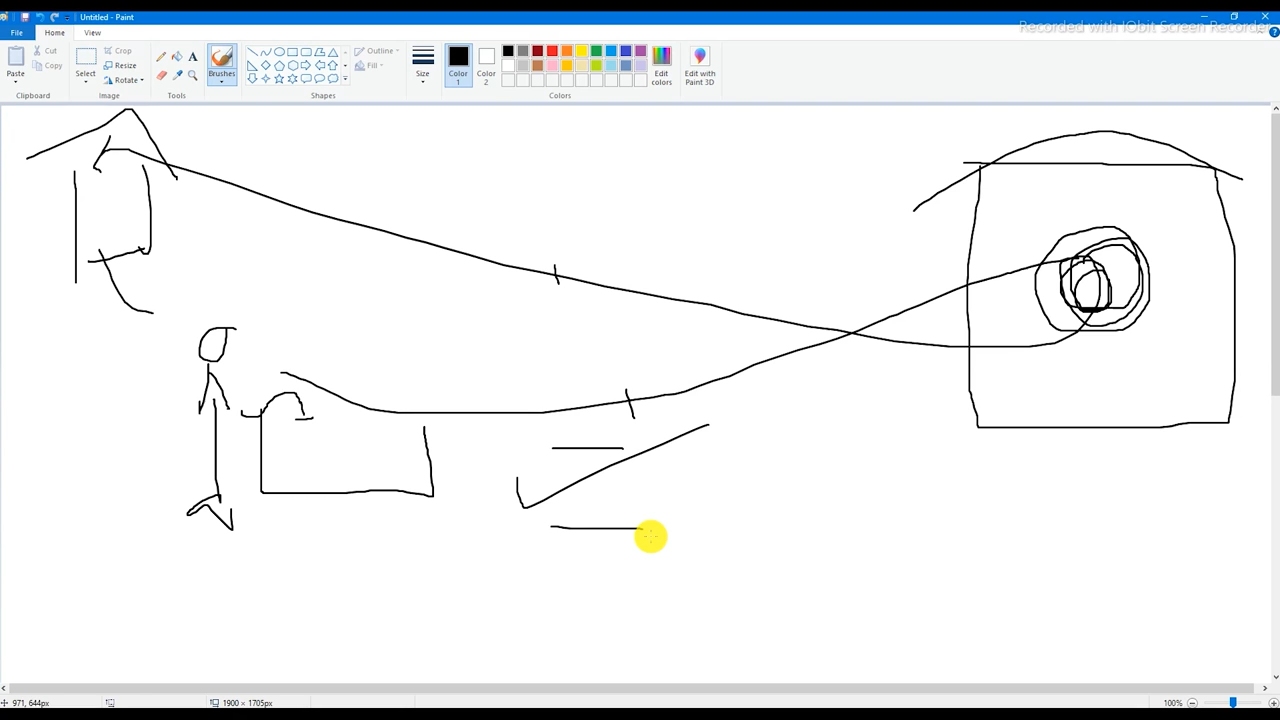 Untitled - Paint
Recorded with IObit Screen Recorder
File Home View
Paste Cut Copy
Clipboard
Select Crop Resize Rotate
Image
Tools
Brushes
Shapes
Outline Fill
Size
Color 1
Color 2
Edit colors
Colors
Edit with Paint 3D
971, 644px
1900 × 1705px
100%